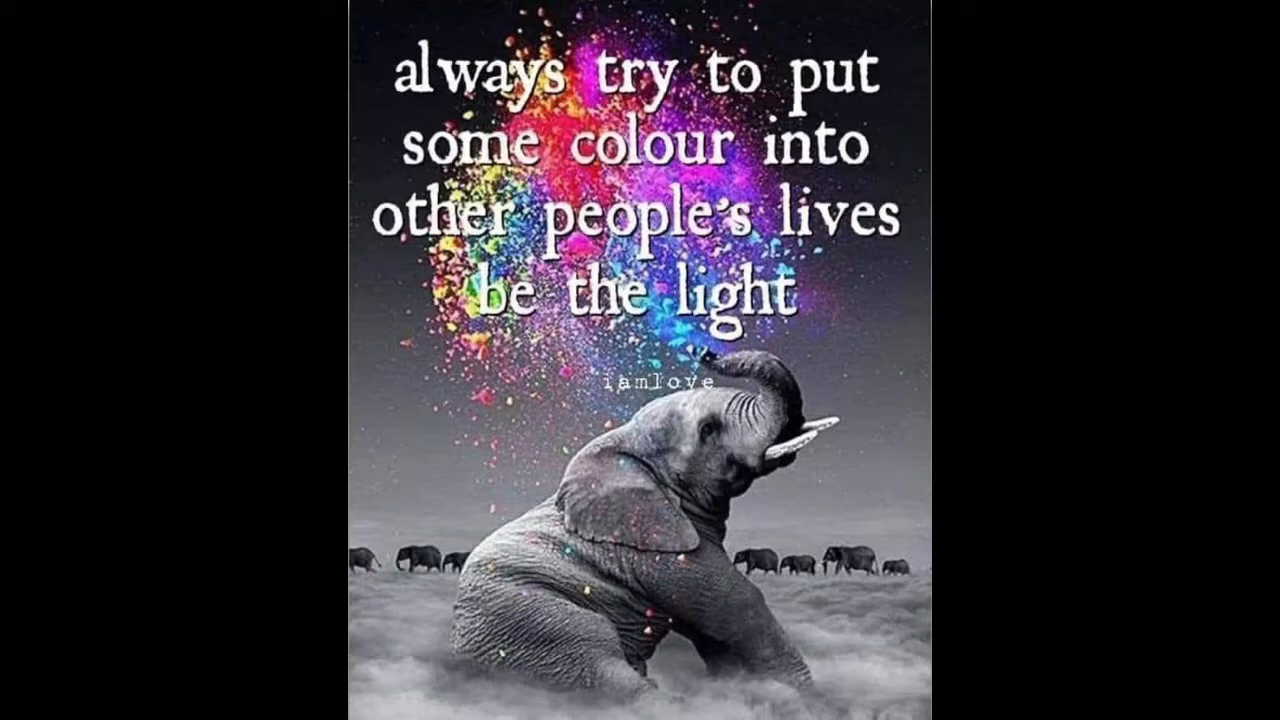 always try to put
some colour into
other people's lives
be the light
iamlove